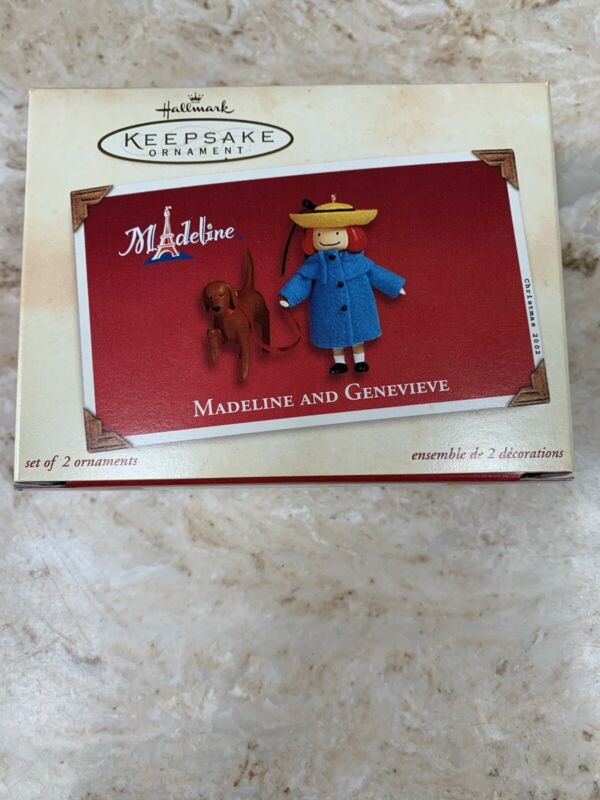 Hallmark
KEEPSAKE
ORNAMENT
Madeline
Christmas 2002
MADELINE AND GENEVIEVE
set of 2 ornaments
ensemble de 2 décorations